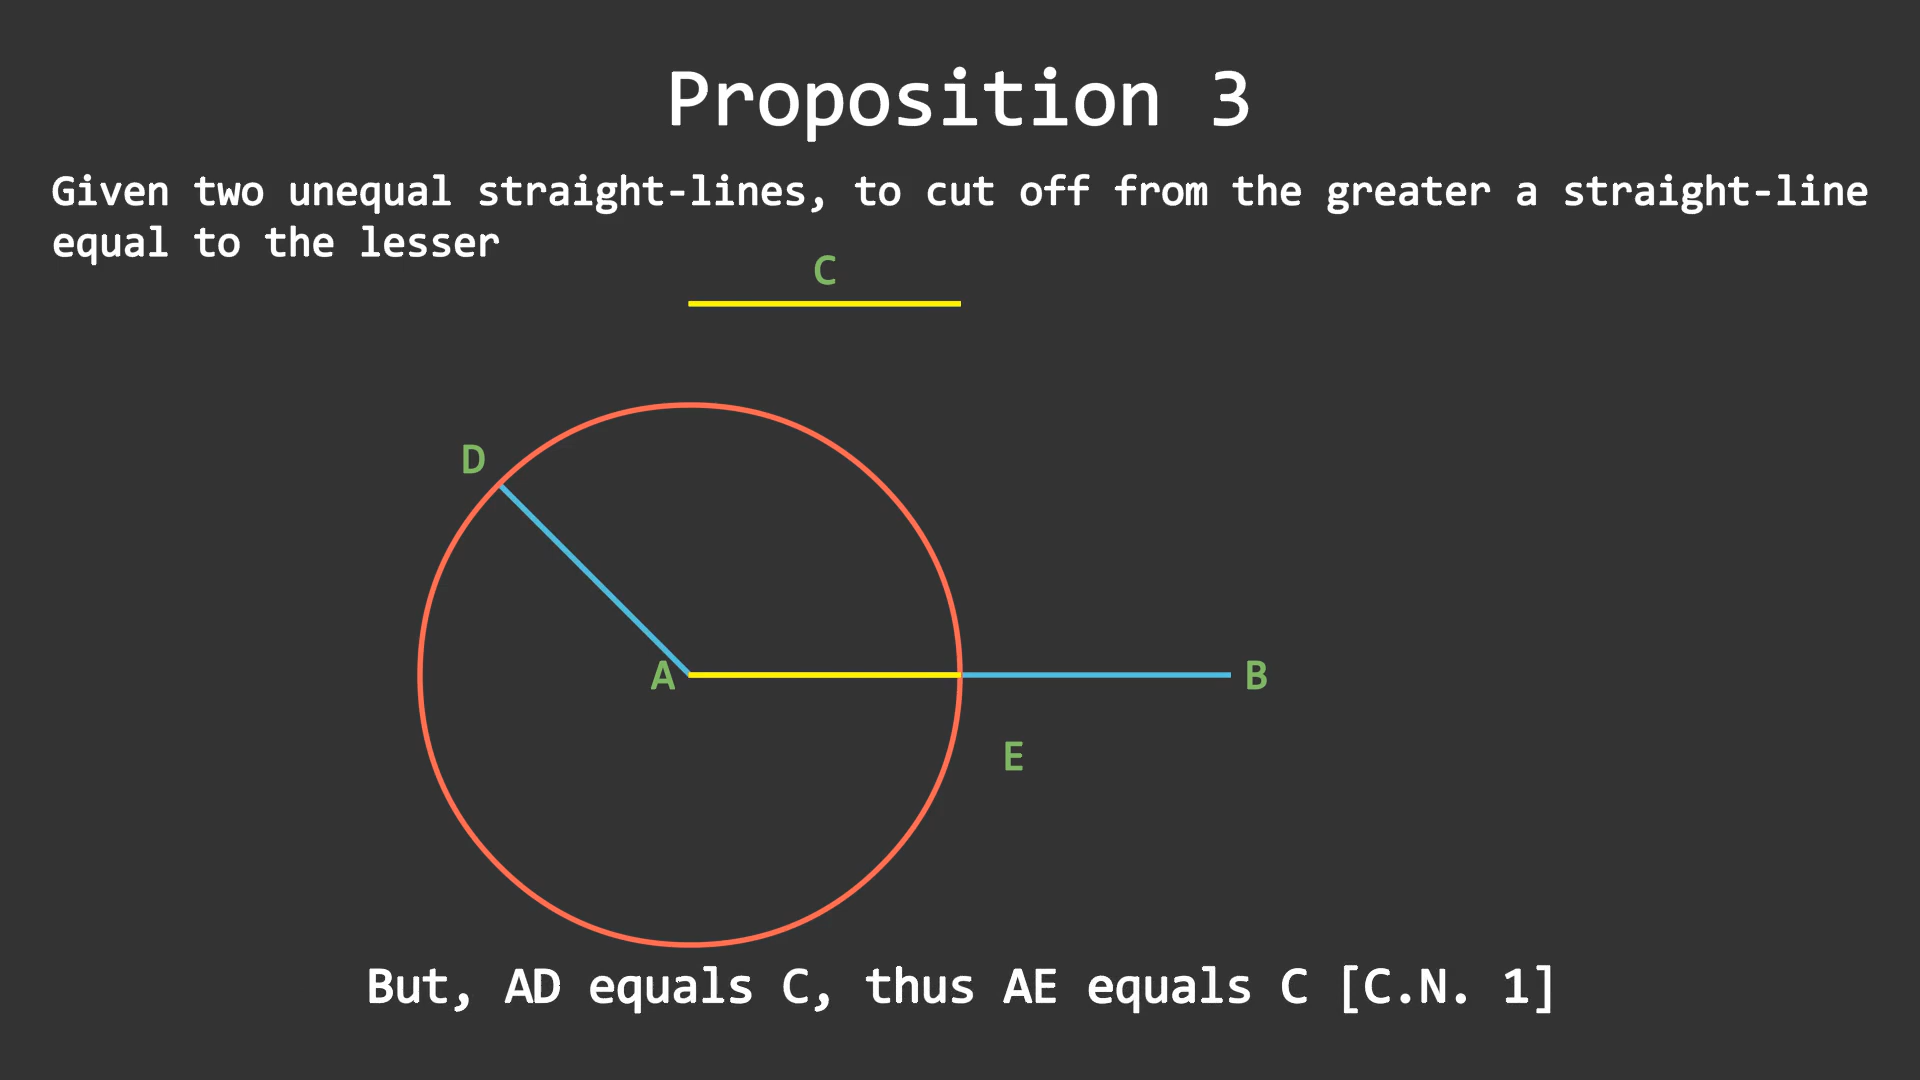 Proposition 3
Given two unequal straight-lines, to cut off from the greater a straight-line
equal to the lesser
C
D
A
B
E
But, AD equals C, thus AE equals C [C.N. 1]